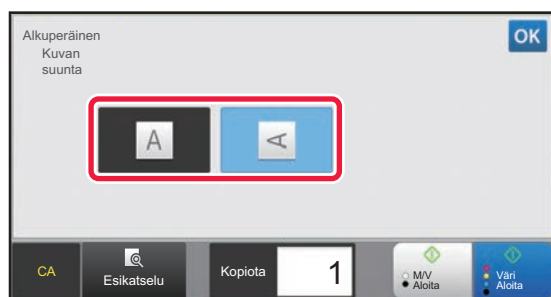 Alkuperäinen
Kuvan
suunta
OK
A
A
CA
Esikatselu
Kopiota
1
M/V
Aloita
Väri
Aloita